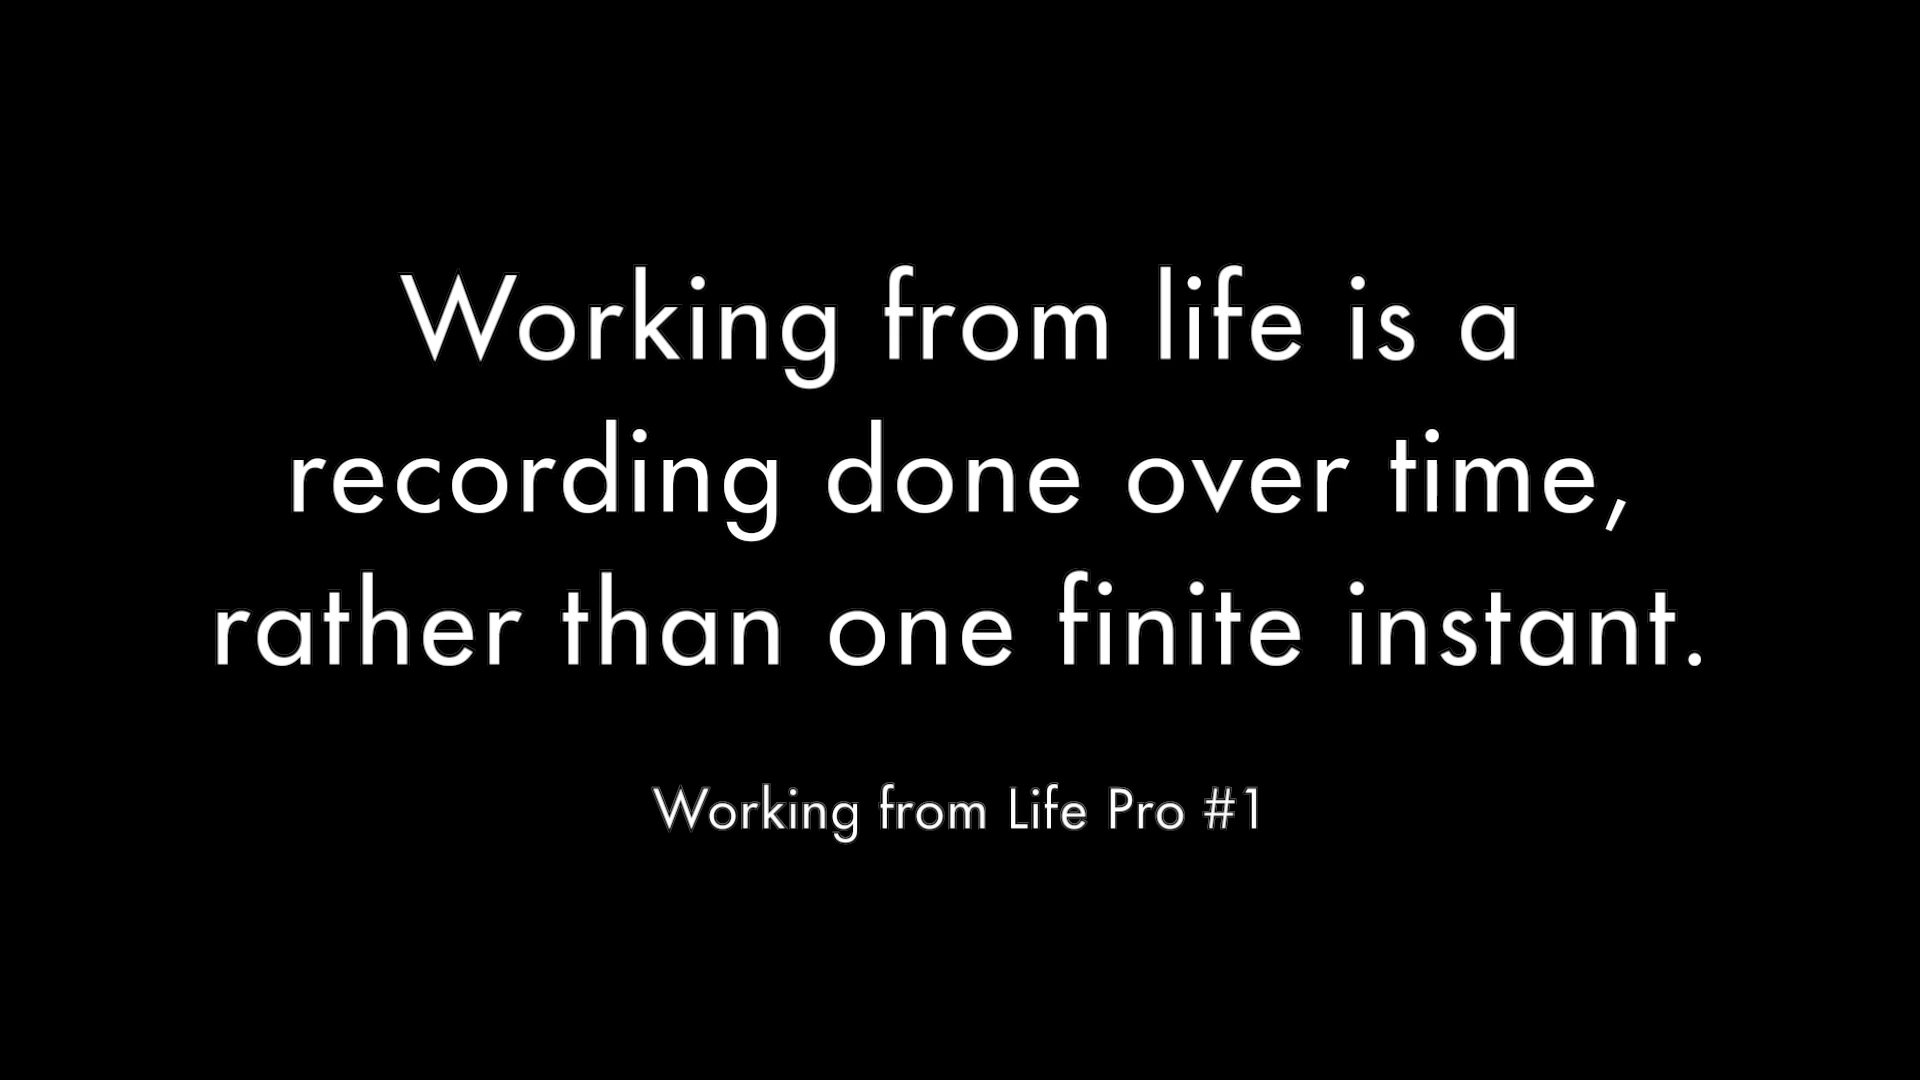 Working from life is a
recording done over time,
rather than one finite instant.
Working from Life Pro #1